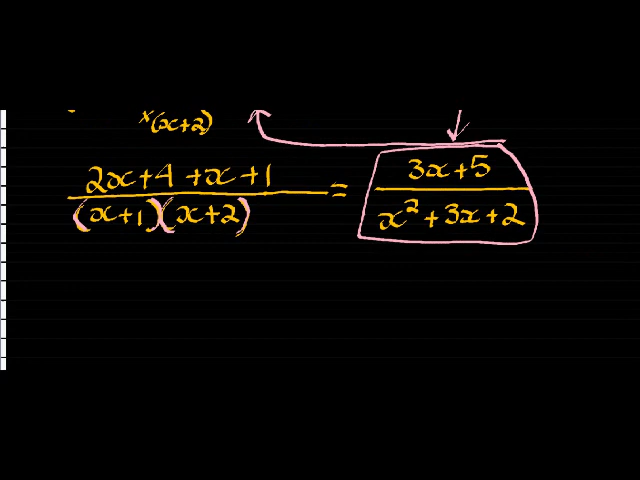 x(x+2)
2x+4+x+1 = 3x+5
(x+1)(x+2) x²+3x+2